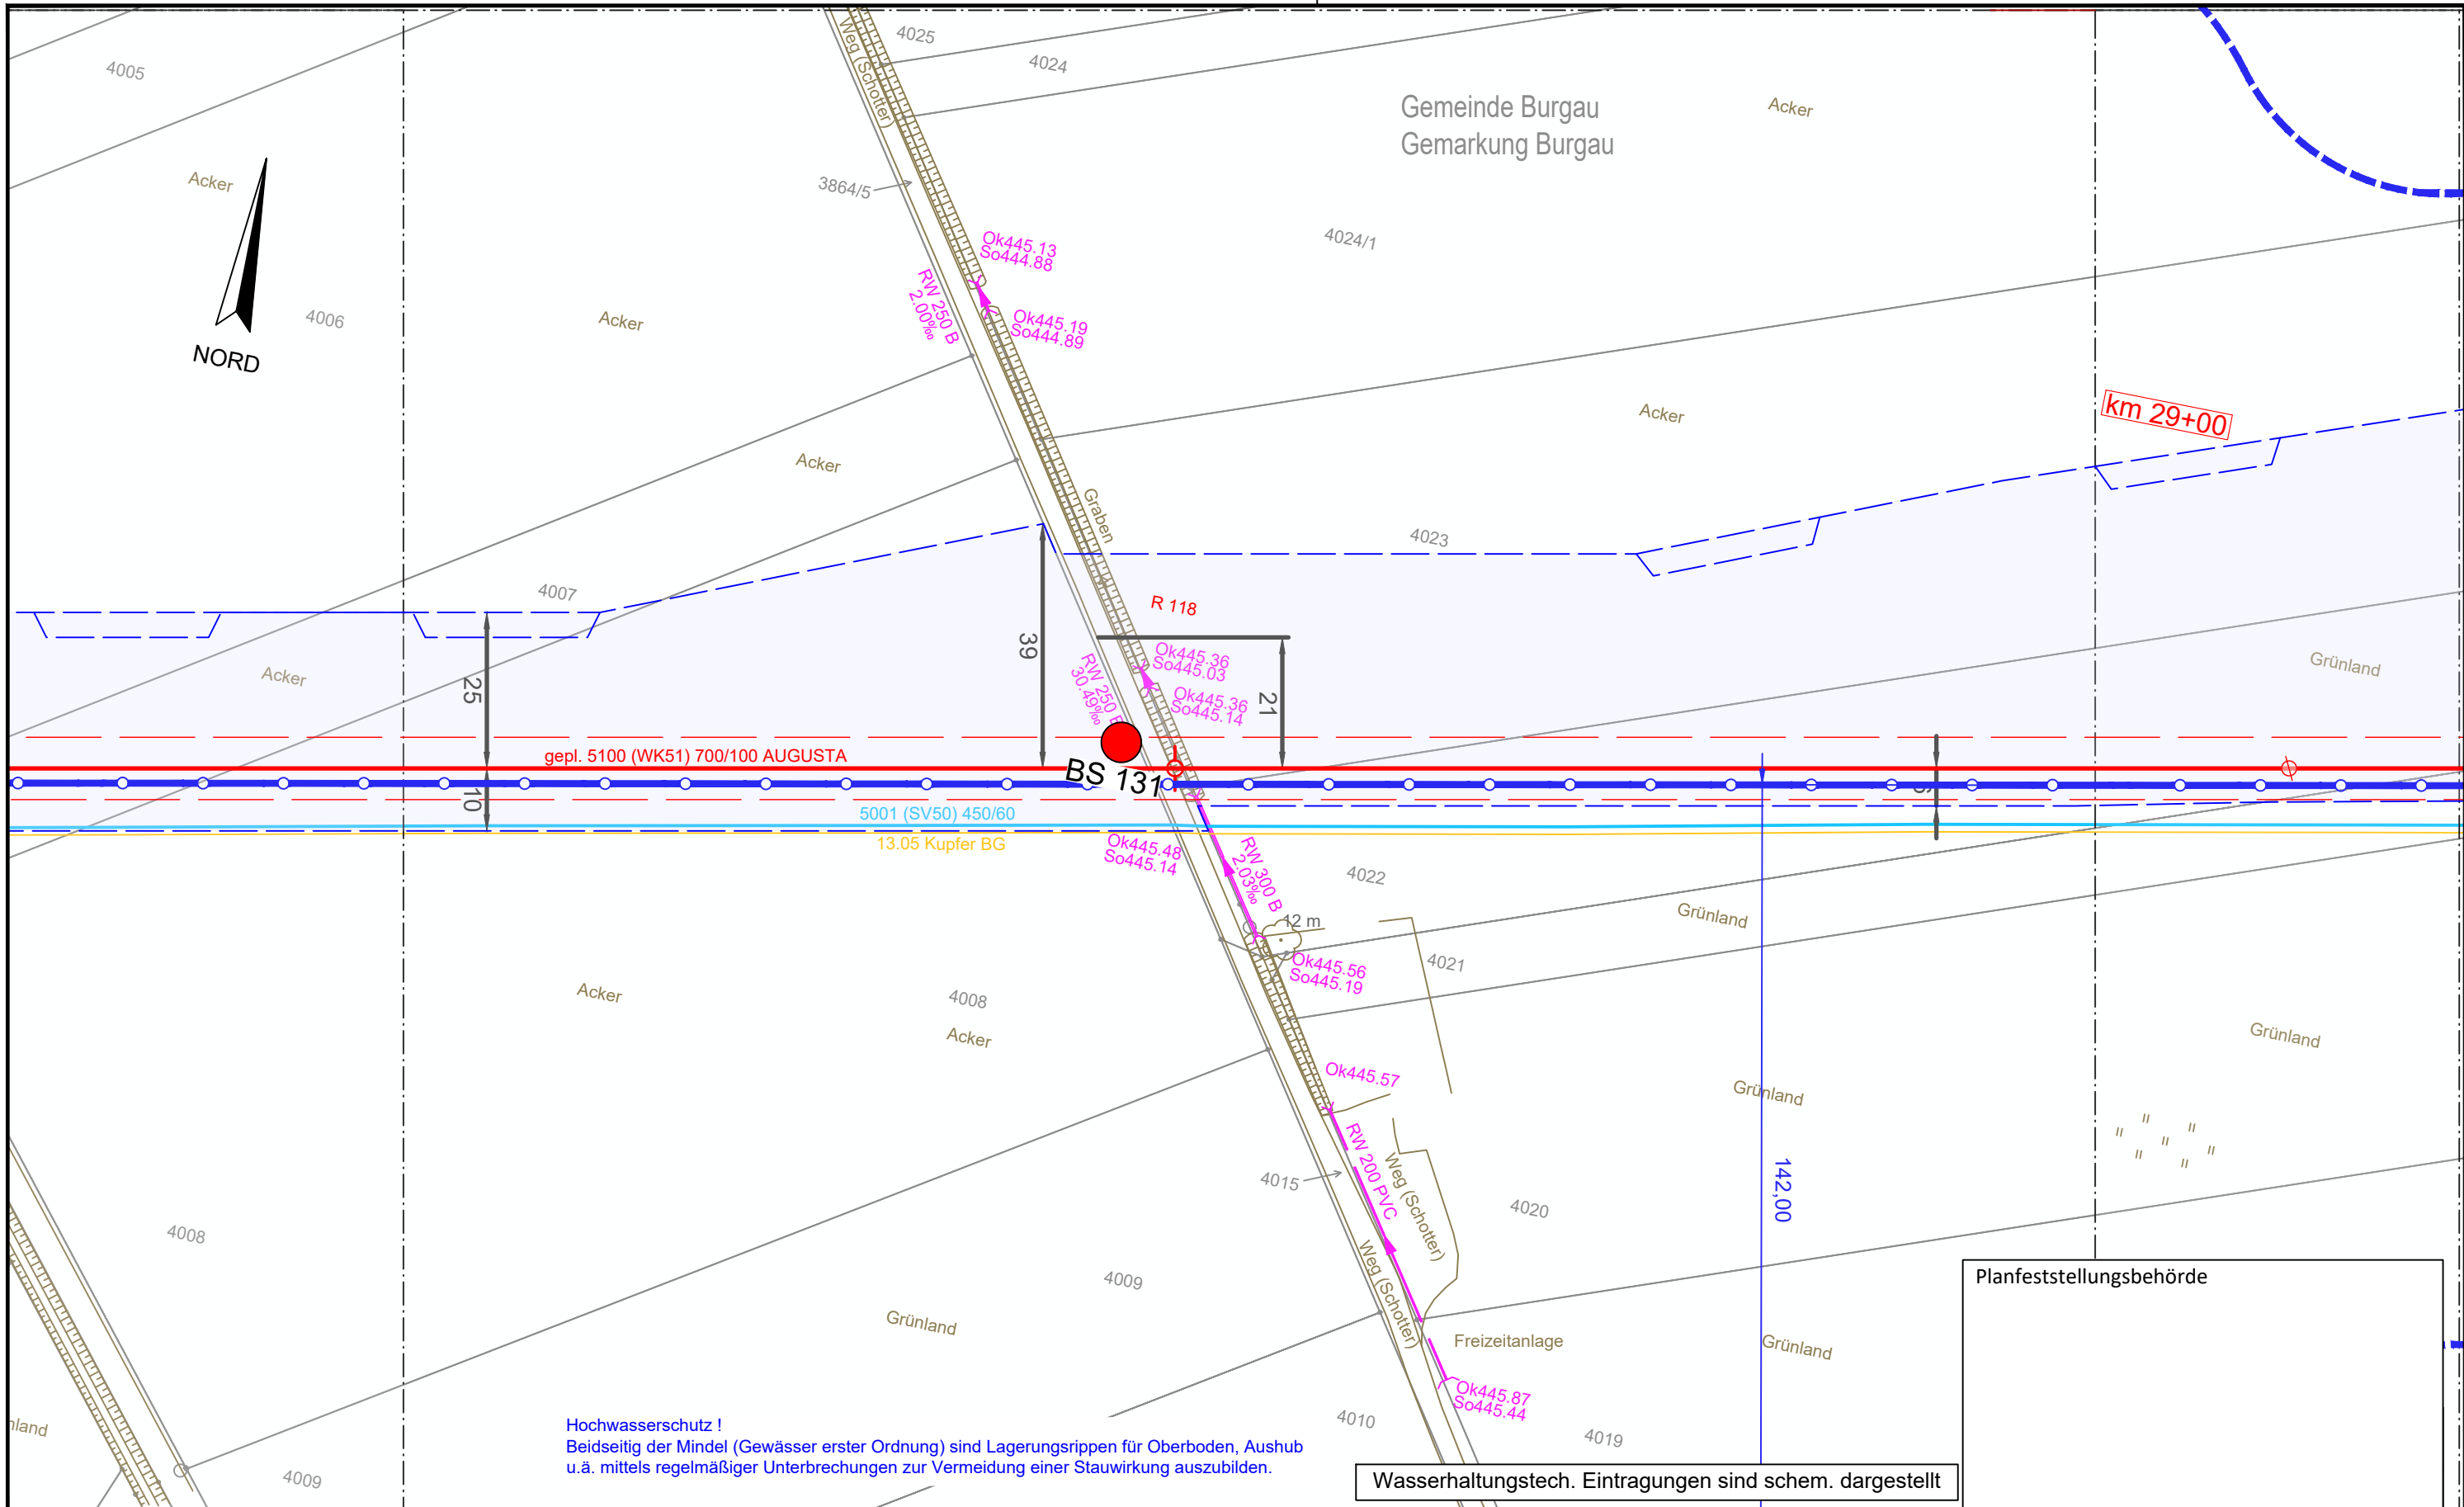 4025
4024
4005
Weg (Schotter)
Gemeinde Burgau
Gemarkung Burgau
Acker
Acker
3864/5
4024/1
Ok445.13
So444.88
RW 250 B
2.00‰
Ok445.19
So444.89
4006
Acker
NORD
km 29+00
Acker
Acker
Graben
4023
4007
R 118
39
Ok445.36
So445.03
RW 250 B
30.49‰
Ok445.36
So445.14
21
Grünland
Acker
25
gepl. 5100 (WK51) 700/100 AUGUSTA
BS 131
10
5001 (SV50) 450/60
13.05 Kupfer BG
Ok445.48
So445.14
RW 300 B
2.03‰
4022
12 m
Grünland
4021
Ok445.56
So445.19
Acker
4008
Acker
Grünland
Ok445.57
Grünland
RW 200 PVC
Weg (Schotter)
4015
142,00
4020
4008
Weg (Schotter)
4009
Planfeststellungsbehörde
Grünland
Freizeitanlage
Grünland
Ok445.87
So445.44
4010
4019
nland
4009
Hochwasserschutz !
Beidseitig der Mindel (Gewässer erster Ordnung) sind Lagerungsrippen für Oberboden, Aushub
u.ä. mittels regelmäßiger Unterbrechungen zur Vermeidung einer Stauwirkung auszubilden.
Wasserhaltungstech. Eintragungen sind schem. dargestellt